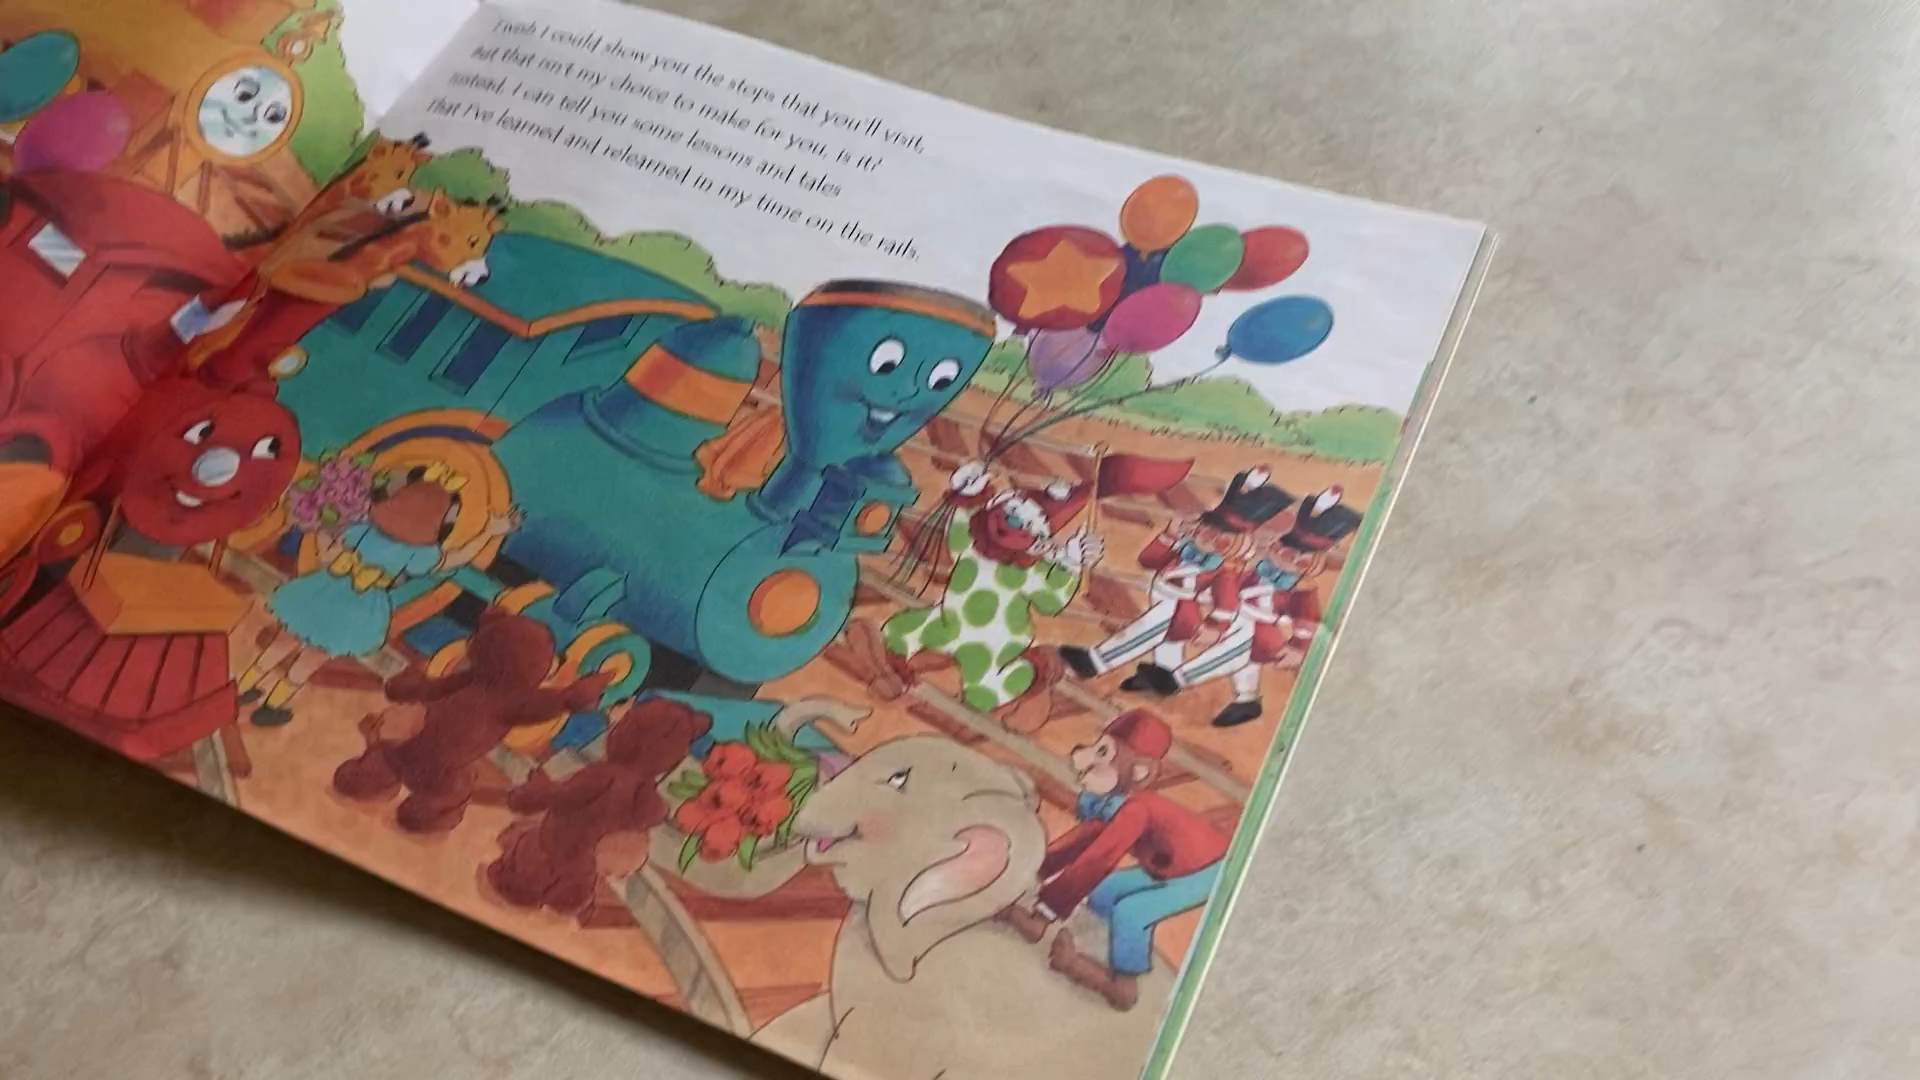 I wish I could show you the stops that you'll visit,
but that isn't my choice to make for you, is it?
Instead, I can tell you some lessons and tales
that I've learned and relearned in my time on the rails.